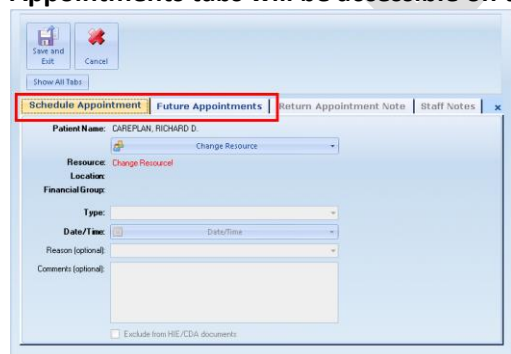 Appointments tabs will be accessible on
Save and
Exit
Cancel
Show All Tabs
Schedule Appointment Future Appointments Return Appointment Note Staff Notes x
Patient Name: CAREPLAN, RICHARD D.
Change Resource
Resource: Change Resource!
Location:
Financial Group:
Type:
Date/Time: Date/Time
Reason (optional):
Comments (optional):
Exclude from HIE/CDA documents